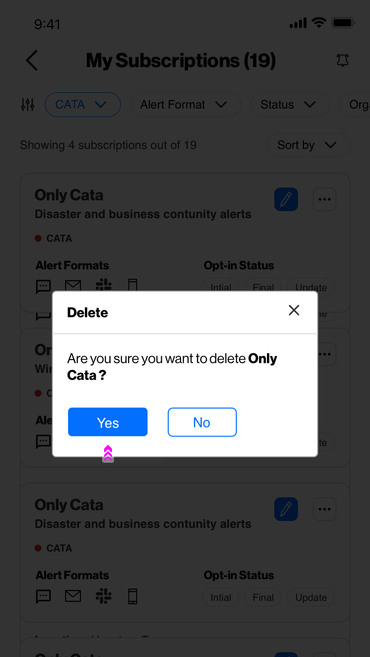 9:41
My Subscriptions (19)
CATA
Alert Format
Status
Org
Showing 4 subscriptions out of 19
Sort by
Only Cata
Disaster and business contunity alerts
CATA
Alert Formats
Opt-in Status
Intial
Final
Update
Delete
Are you sure you want to delete Only
Cata ?
Yes
No
Only Cata
Disaster and business contunity alerts
CATA
Alert Formats
Opt-in Status
Intial
Final
Update